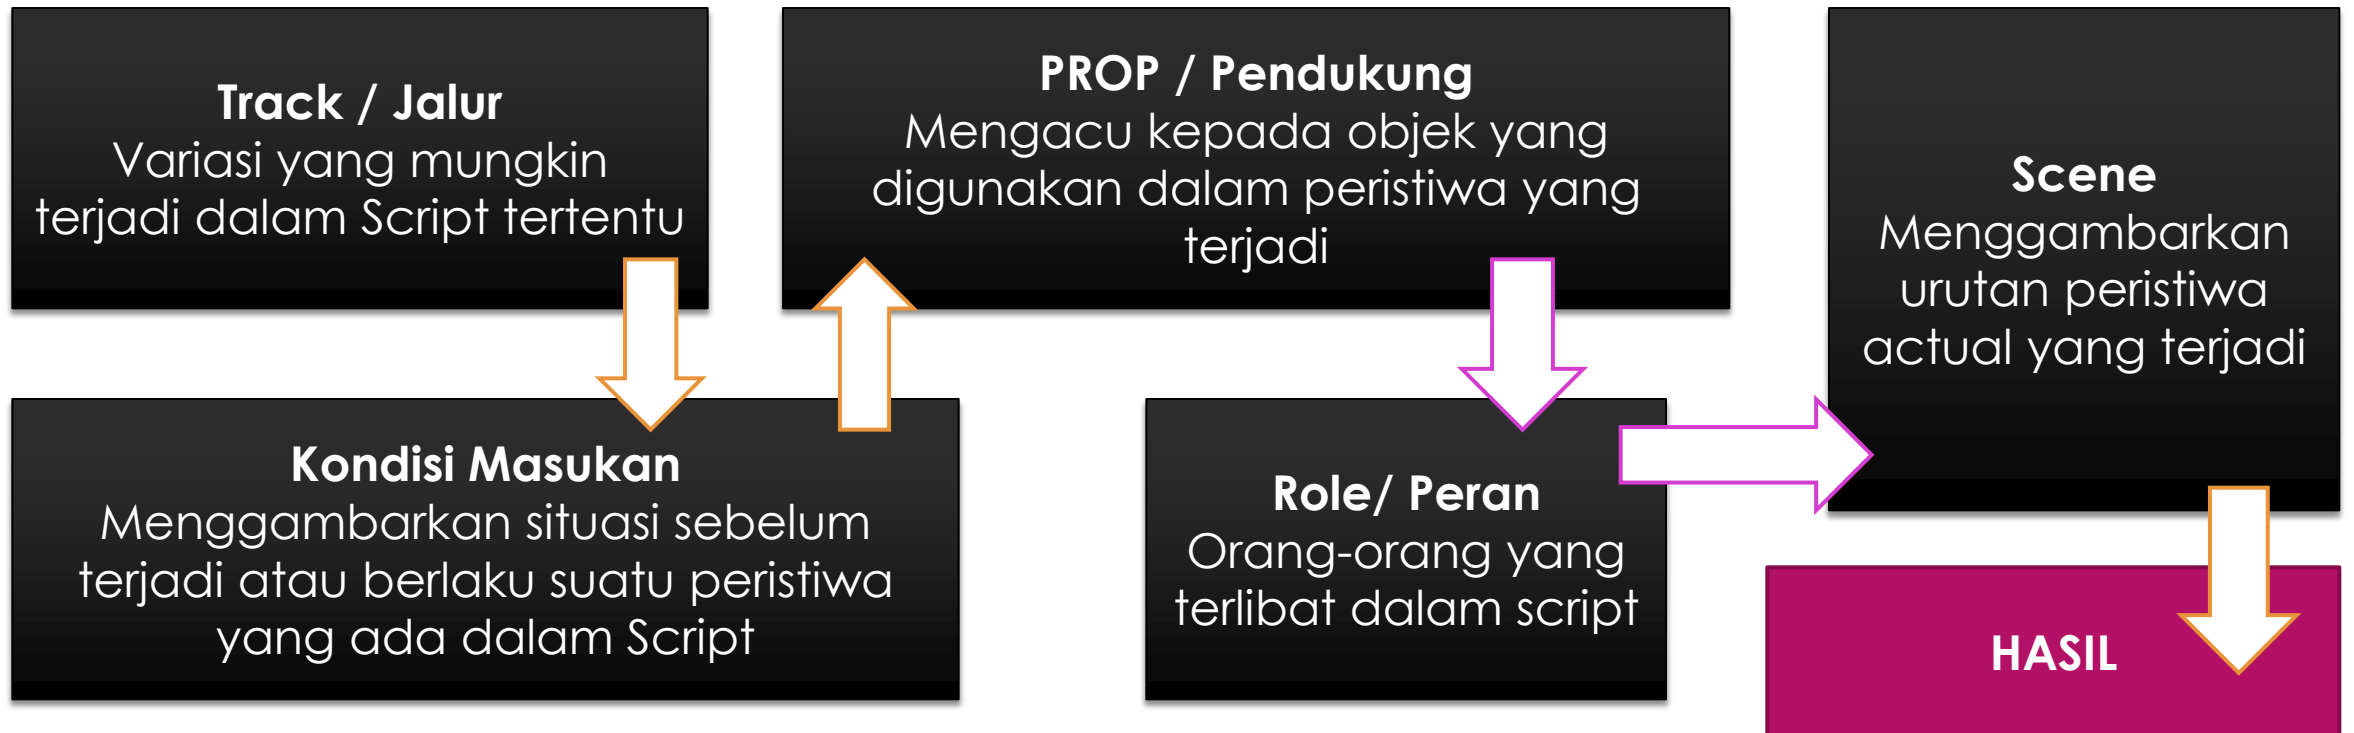 Track / Jalur
Variasi yang mungkin
terjadi dalam Script tertentu
Kondisi Masukan
Menggambarkan situasi sebelum
terjadi atau berlaku suatu peristiwa
yang ada dalam Script
PROP / Pendukung
Mengacu kepada objek yang
digunakan dalam peristiwa yang
terjadi
Role/ Peran
Orang-orang yang
terlibat dalam script
Scene
Menggambarkan
urutan peristiwa
actual yang terjadi
HASIL